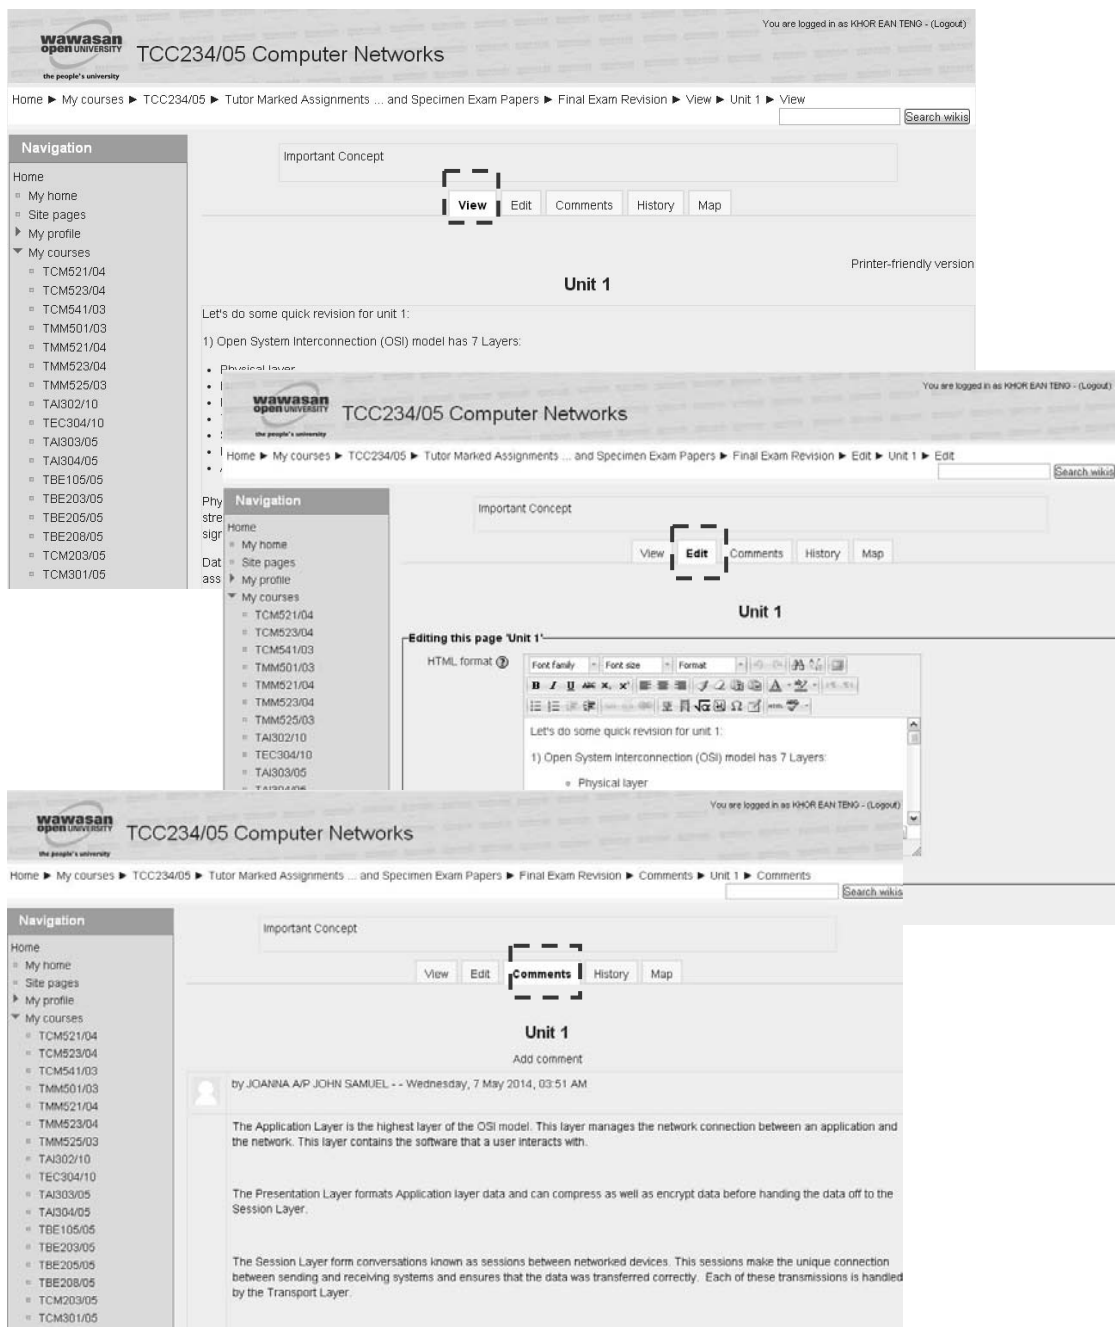 You are logged in as KHOR EAN TENG - (Logout)
wawasan
open UNIVERSITY
the people's university
TCC234/05 Computer Networks
Home ► My courses ► TCC234/05 ► Tutor Marked Assignments ... and Specimen Exam Papers ► Final Exam Revision ► View ► Unit 1 ► View
Search wikis
Navigation
Home
My home
Site pages
My profile
My courses
TCM521/04
TCM523/04
TCM541/03
TMM501/03
TMM521/04
TMM523/04
TMM525/03
TAI302/10
TEC304/10
TAI303/05
TAI304/05
TBE105/05
TBE203/05
TBE205/05
TBE208/05
TCM203/05
TCM301/05
Important Concept
View Edit Comments History Map
Printer-friendly version
Unit 1
Let's do some quick revision for unit 1:
1) Open System Interconnection (OSI) model has 7 Layers:
Physical layer
Phy
stre
sigr
Dat
ass
You are logged in as KHOR EAN TENG - (Logout)
wawasan
open UNIVERSITY
the people's university
TCC234/05 Computer Networks
Home ► My courses ► TCC234/05 ► Tutor Marked Assignments ... and Specimen Exam Papers ► Final Exam Revision ► Edit ► Unit 1 ► Edit
Search wikis
Navigation
Home
My home
Site pages
My profile
My courses
TCM521/04
TCM523/04
TCM541/03
TMM501/03
TMM521/04
TMM523/04
TMM525/03
TAI302/10
TEC304/10
TAI303/05
TAI304/05
Important Concept
View Edit Comments History Map
Unit 1
Editing this page 'Unit 1'
HTML format
Font family Font size Format
Let's do some quick revision for unit 1:
1) Open System Interconnection (OSI) model has 7 Layers:
Physical layer
You are logged in as KHOR EAN TENG - (Logout)
wawasan
open UNIVERSITY
the people's university
TCC234/05 Computer Networks
Home ► My courses ► TCC234/05 ► Tutor Marked Assignments ... and Specimen Exam Papers ► Final Exam Revision ► Comments ► Unit 1 ► Comments
Search wikis
Navigation
Home
My home
Site pages
My profile
My courses
TCM521/04
TCM523/04
TCM541/03
TMM501/03
TMM521/04
TMM523/04
TMM525/03
TAI302/10
TEC304/10
TAI303/05
TAI304/05
TBE105/05
TBE203/05
TBE205/05
TBE208/05
TCM203/05
TCM301/05
Important Concept
View Edit Comments History Map
Unit 1
Add comment
by JOANNA A/P JOHN SAMUEL - - Wednesday, 7 May 2014, 03:51 AM
The Application Layer is the highest layer of the OSI model. This layer manages the network connection between an application and
the network. This layer contains the software that a user interacts with.
The Presentation Layer formats Application layer data and can compress as well as encrypt data before handing the data off to the
Session Layer.
The Session Layer form conversations known as sessions between networked devices. This sessions make the unique connection
between sending and receiving systems and ensures that the data was transferred correctly. Each of these transmissions is handled
by the Transport Layer.